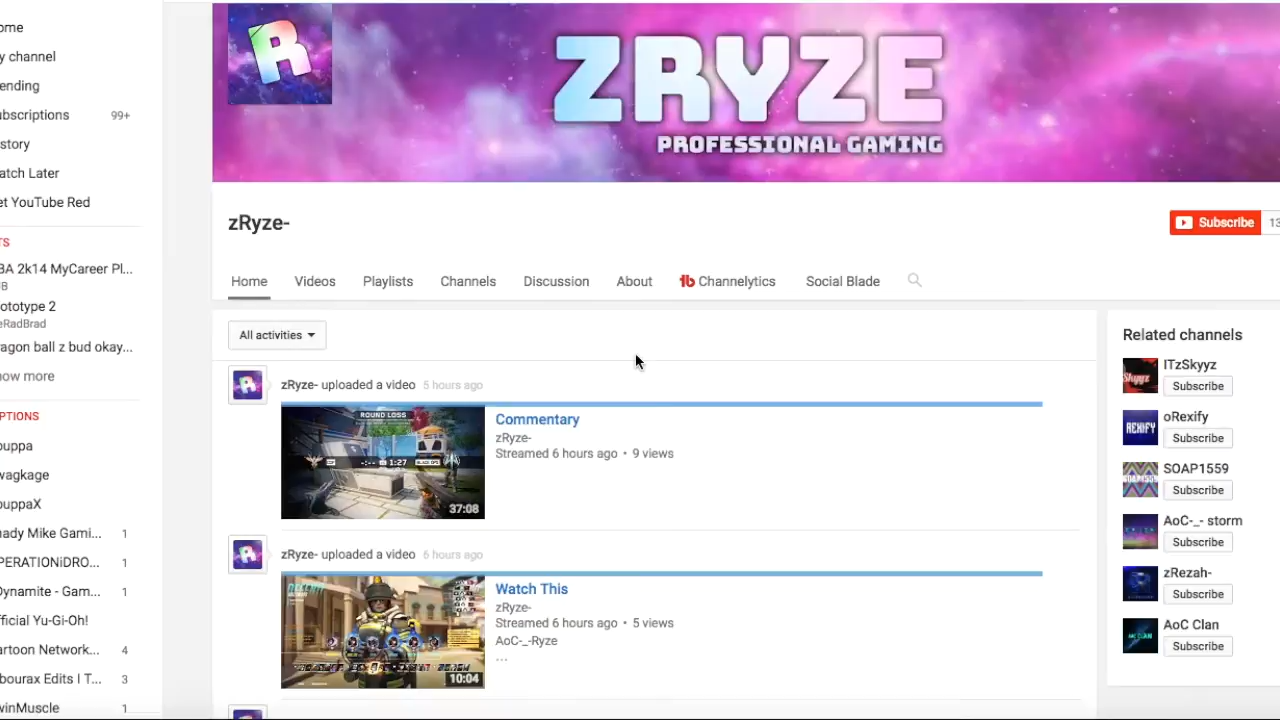 ome
y channel
ending
ubscriptions 99+
story
atch Later
et YouTube Red
TS
BA 2k14 MyCareer Pl...
B
ototype 2
eRadBrad
ragon ball z bud okay...
how more
PTIONS
ouppa
wagkage
ouppaX
hady Mike Gami... 1
PERATIONiDRO... 1
Dynamite - Gam... 1
fficial Yu-Gi-Oh!
artoon Network... 4
bourax Edits I T... 3
winMuscle 1
R
ZRYZE
PROFESSIONAL GAMING
zRyze-
Subscribe 13
Home Videos Playlists Channels Discussion About Channelytics Social Blade
All activities
zRyze- uploaded a video 5 hours ago
ROUND LOSS
1:27
37:08
Commentary
zRyze-
Streamed 6 hours ago • 9 views
zRyze- uploaded a video 6 hours ago
10:04
Watch This
zRyze-
Streamed 6 hours ago • 5 views
AoC-_-Ryze
...
Related channels
ITzSkyyz
Subscribe
oRexify
Subscribe
SOAP1559
Subscribe
AoC-_- storm
Subscribe
zRezah-
Subscribe
AoC Clan
Subscribe